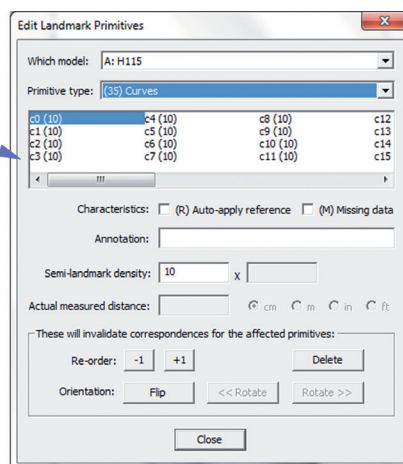 Edit Landmark Primitives
Which model: A: H115
Primitive type: (35) Curves
c0 (10) c4 (10) c8 (10) c12
c1 (10) c5 (10) c9 (10) c13
c2 (10) c6 (10) c10 (10) c14
c3 (10) c7 (10) c11 (10) c15
Characteristics: (R) Auto-apply reference (M) Missing data
Annotation:
Semi-landmark density: 10 x
Actual measured distance: cm m in ft
These will invalidate correspondences for the affected primitives:
Re-order: -1 +1 Delete
Orientation: Flip << Rotate Rotate >>
Close